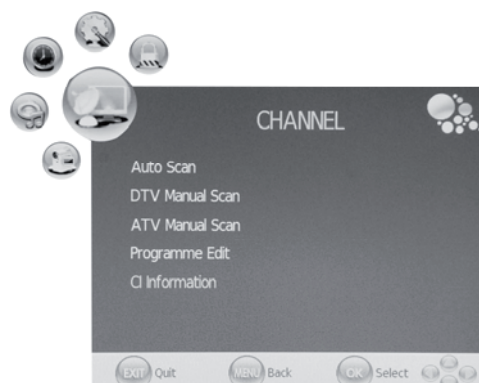 CHANNEL
Auto Scan
DTV Manual Scan
ATV Manual Scan
Programme Edit
CI Information
EXIT Quit MENU Back OK Select